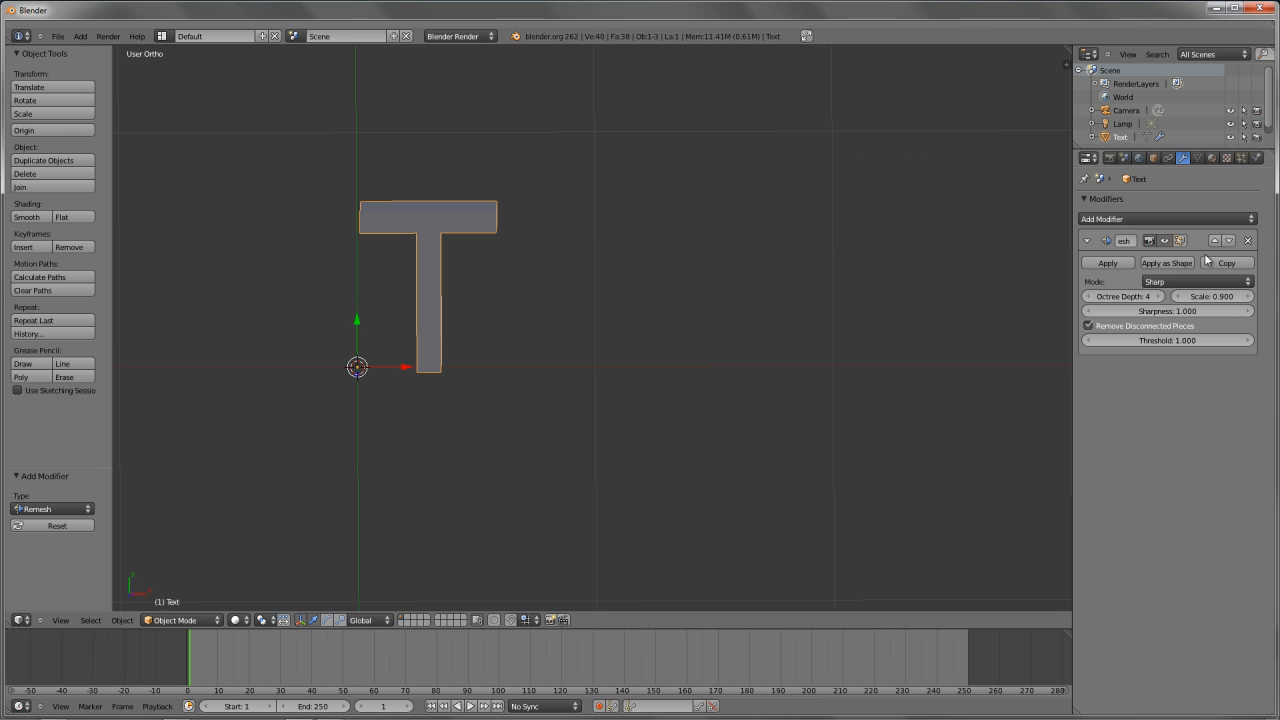 Blender
File Add Render Help Default Scene Blender Render blender.org 262 | Ve:40 | Fa:38 | Ob:1-3 | La:1 | Mem:11.41M (0.61M) | Text
Object Tools
Transform:
Translate
Rotate
Scale
Origin
Object:
Duplicate Objects
Delete
Join
Shading:
Smooth Flat
Keyframes:
Insert Remove
Motion Paths:
Calculate Paths
Clear Paths
Repeat:
Repeat Last
History...
Grease Pencil:
Draw Line
Poly Erase
Use Sketching Sessio
Add Modifier
Type
Remesh
Reset
User Ortho
T
y
x
(1) Text
View Search All Scenes
Scene
RenderLayers
World
Camera
Lamp
Text
Text
Modifiers
Add Modifier
esh
Apply Apply as Shape Copy
Mode: Sharp
Octree Depth: 4 Scale: 0.900
Sharpness: 1.000
Remove Disconnected Pieces
Threshold: 1.000
View Select Object Object Mode Global
-50 -40 -30 -20 -10 0 10 20 30 40 50 60 70 80 90 100 110 120 130 140 150 160 170 180 190 200 210 220 230 240 250 260 270 280
View Marker Frame Playback Start: 1 End: 250 1 No Sync